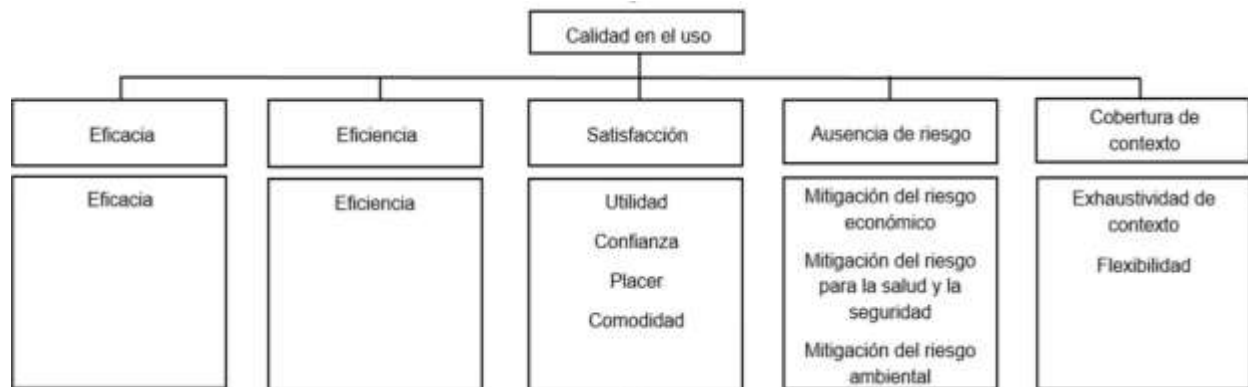 Calidad en el uso
Eficacia
Eficiencia
Satisfacción
Ausencia de riesgo
Cobertura de
contexto
Eficacia
Eficiencia
Utilidad
Confianza
Placer
Comodidad
Mitigación del riesgo
económico
Mitigación del riesgo
para la salud y la
seguridad
Mitigación del riesgo
ambiental
Exhaustividad de
contexto
Flexibilidad